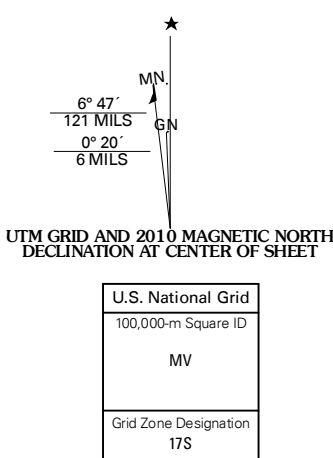 ★
MN.
6° 47´
121 MILS
GN
0° 20´
6 MILS
UTM GRID AND 2010 MAGNETIC NORTH
DECLINATION AT CENTER OF SHEET
U.S. National Grid
100,000-m Square ID
MV
Grid Zone Designation
17S